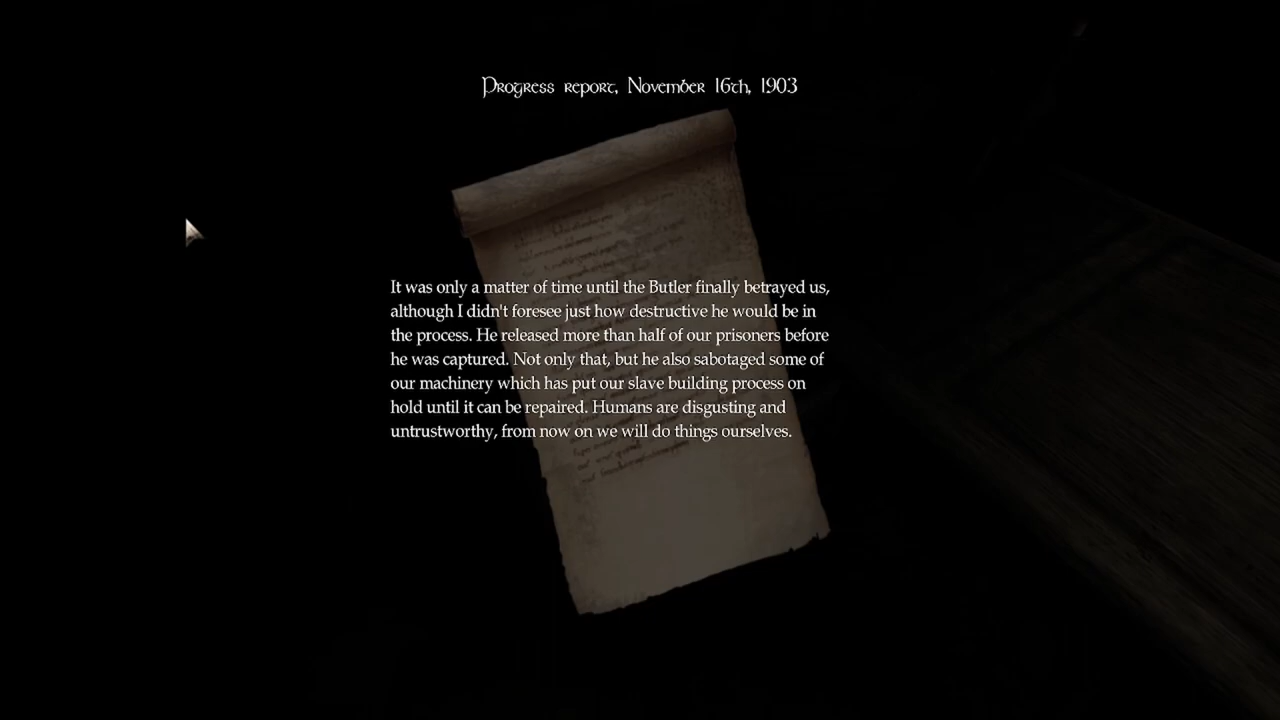 Progress report, November 16th, 1903
It was only a matter of time until the Butler finally betrayed us,
although I didn't foresee just how destructive he would be in
the process. He released more than half of our prisoners before
he was captured. Not only that, but he also sabotaged some of
our machinery which has put our slave building process on
hold until it can be repaired. Humans are disgusting and
untrustworthy, from now on we will do things ourselves.